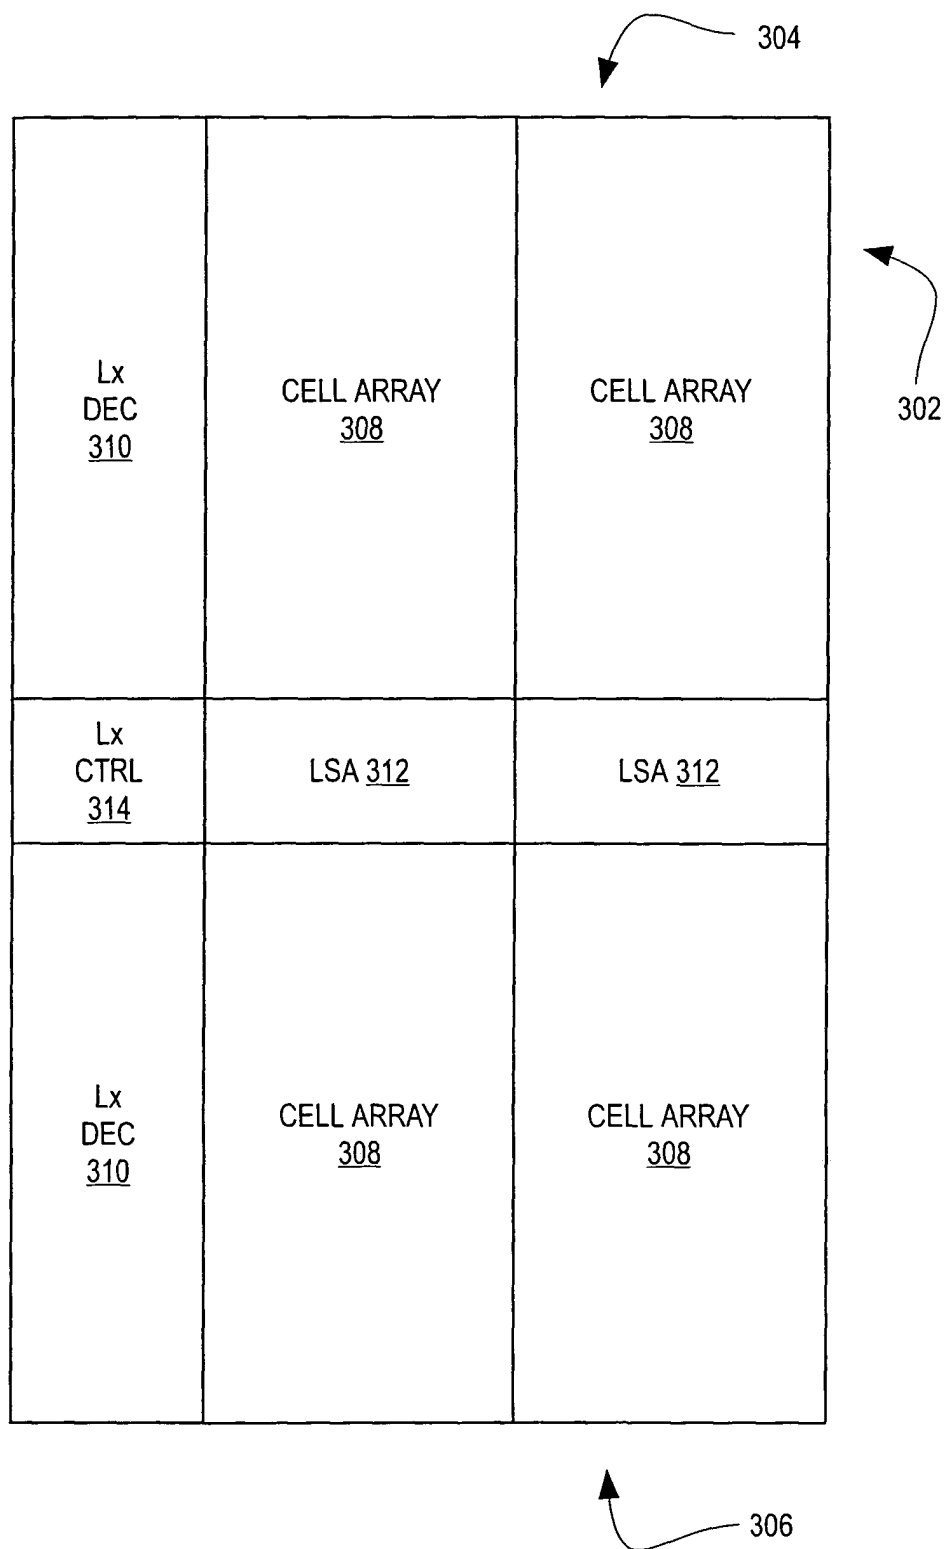 304
302
Lx
DEC
310
CELL ARRAY
308
CELL ARRAY
308
Lx
CTRL
314
LSA 312
LSA 312
Lx
DEC
310
CELL ARRAY
308
CELL ARRAY
308
306